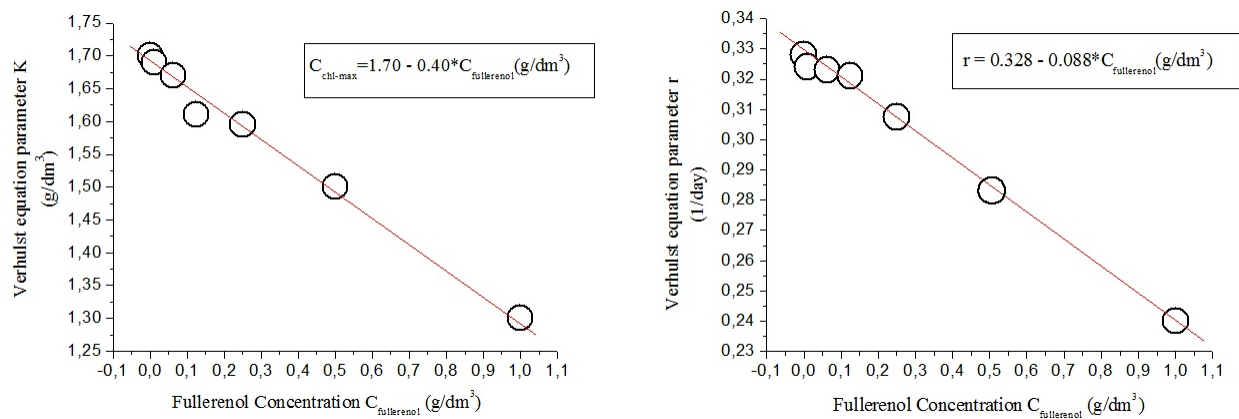 Verhulst equation parameter K
(g/dm³)
1,75
1,70
1,65
1,60
1,55
1,50
1,45
1,40
1,35
1,30
1,25
C_chl-max=1.70 - 0.40*C_fullerenol(g/dm³)
-0,1 0,0 0,1 0,2 0,3 0,4 0,5 0,6 0,7 0,8 0,9 1,0 1,1
Fullerenol Concentration C_fullerenol (g/dm³)
Verhulst equation parameter r
(1/day)
0,34
0,33
0,32
0,31
0,30
0,29
0,28
0,27
0,26
0,25
0,24
0,23
r = 0.328 - 0.088*C_fullerenol(g/dm³)
-0,1 0,0 0,1 0,2 0,3 0,4 0,5 0,6 0,7 0,8 0,9 1,0 1,1
Fullerenol Concentration C_fullerenol (g/dm³)